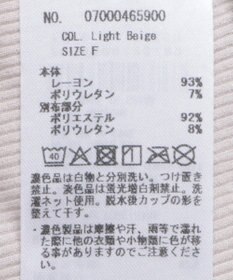 NO. 07000465900
COL. Light Beige
SIZE F
本体
レーヨン 93%
ポリウレタン 7%
別布部分
ポリエステル 92%
ポリウレタン 8%
40
濃色品は白物と分別洗い。つけ置き
禁止。淡色品は蛍光増白剤禁止。洗濯
ネット使用。脱水後カップの形を
整えて干す。
・濃色製品は摩擦や汗、雨等で濡れ
た際に他の衣類や小物類に色が移
る事がありますのでご注意下さい。